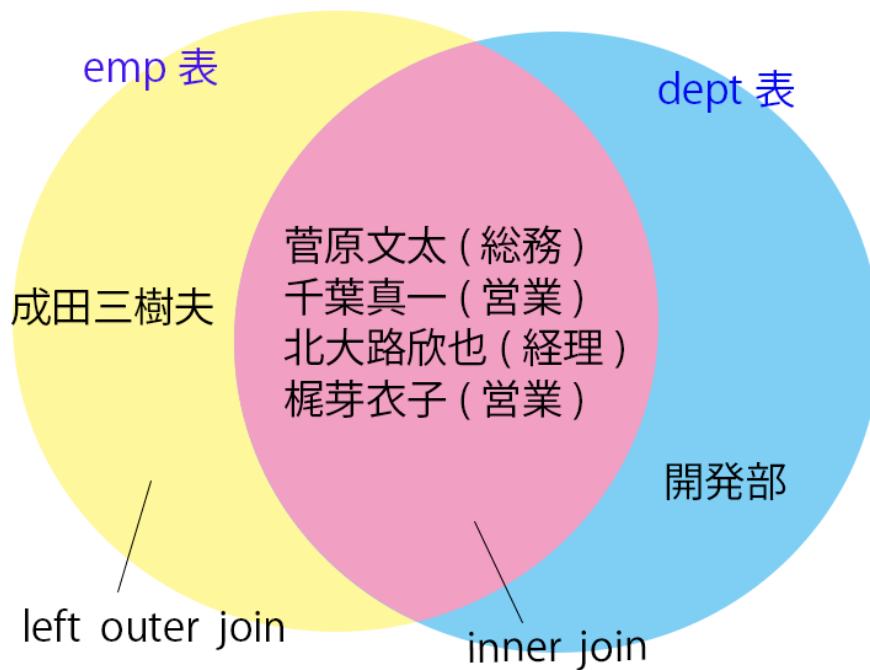 emp 表
dept 表
菅原文太 ( 総務 )
千葉真一 ( 営業 )
北大路欣也 ( 経理 )
梶芽衣子 ( 営業 )
成田三樹夫
開発部
left outer join
inner join